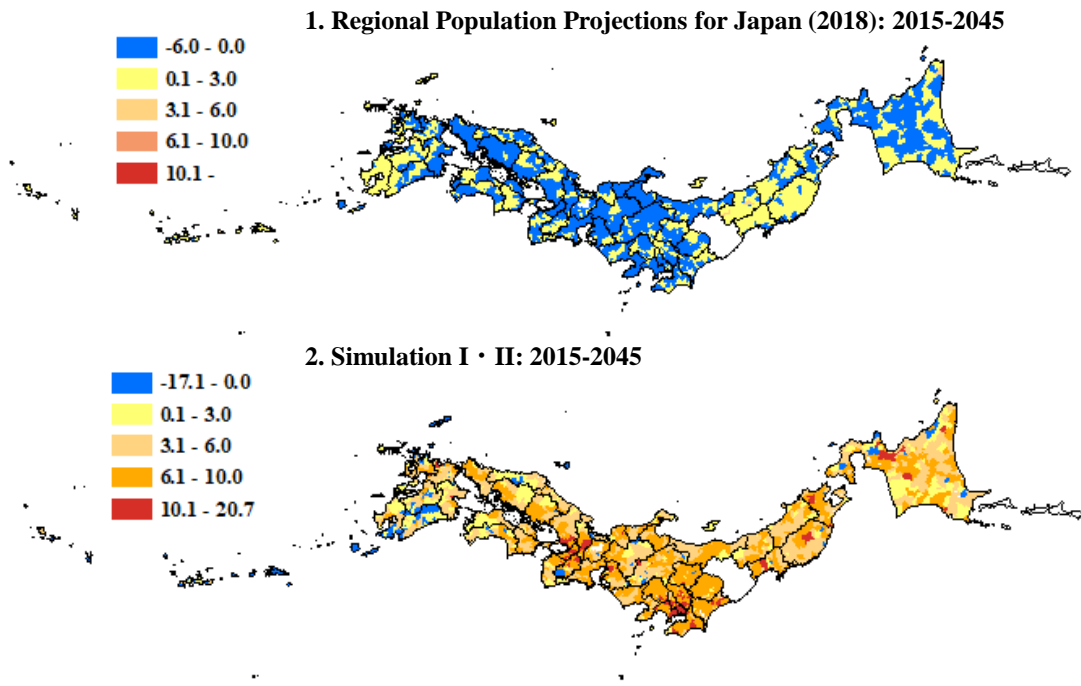 1. Regional Population Projections for Japan (2018): 2015-2045
-6.0 - 0.0
0.1 - 3.0
3.1 - 6.0
6.1 - 10.0
10.1 -
2. Simulation I・II: 2015-2045
-17.1 - 0.0
0.1 - 3.0
3.1 - 6.0
6.1 - 10.0
10.1 - 20.7